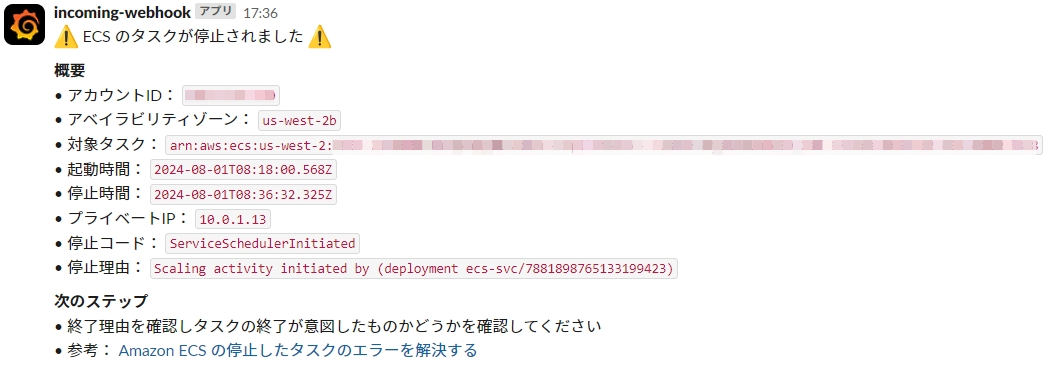 incoming-webhook アプリ 17:36
⚠️ ECS のタスクが停止されました ⚠️
概要
• アカウントID：
• アベイラビリティゾーン： us-west-2b
• 対象タスク： arn:aws:ecs:us-west-2:
• 起動時間： 2024-08-01T08:18:00.568Z
• 停止時間： 2024-08-01T08:36:32.325Z
• プライベートIP： 10.0.1.13
• 停止コード： ServiceSchedulerInitiated
• 停止理由： Scaling activity initiated by (deployment ecs-svc/7881898765133199423)
次のステップ
• 終了理由を確認しタスクの終了が意図したものかどうかを確認してください
• 参考： Amazon ECS の停止したタスクのエラーを解決する